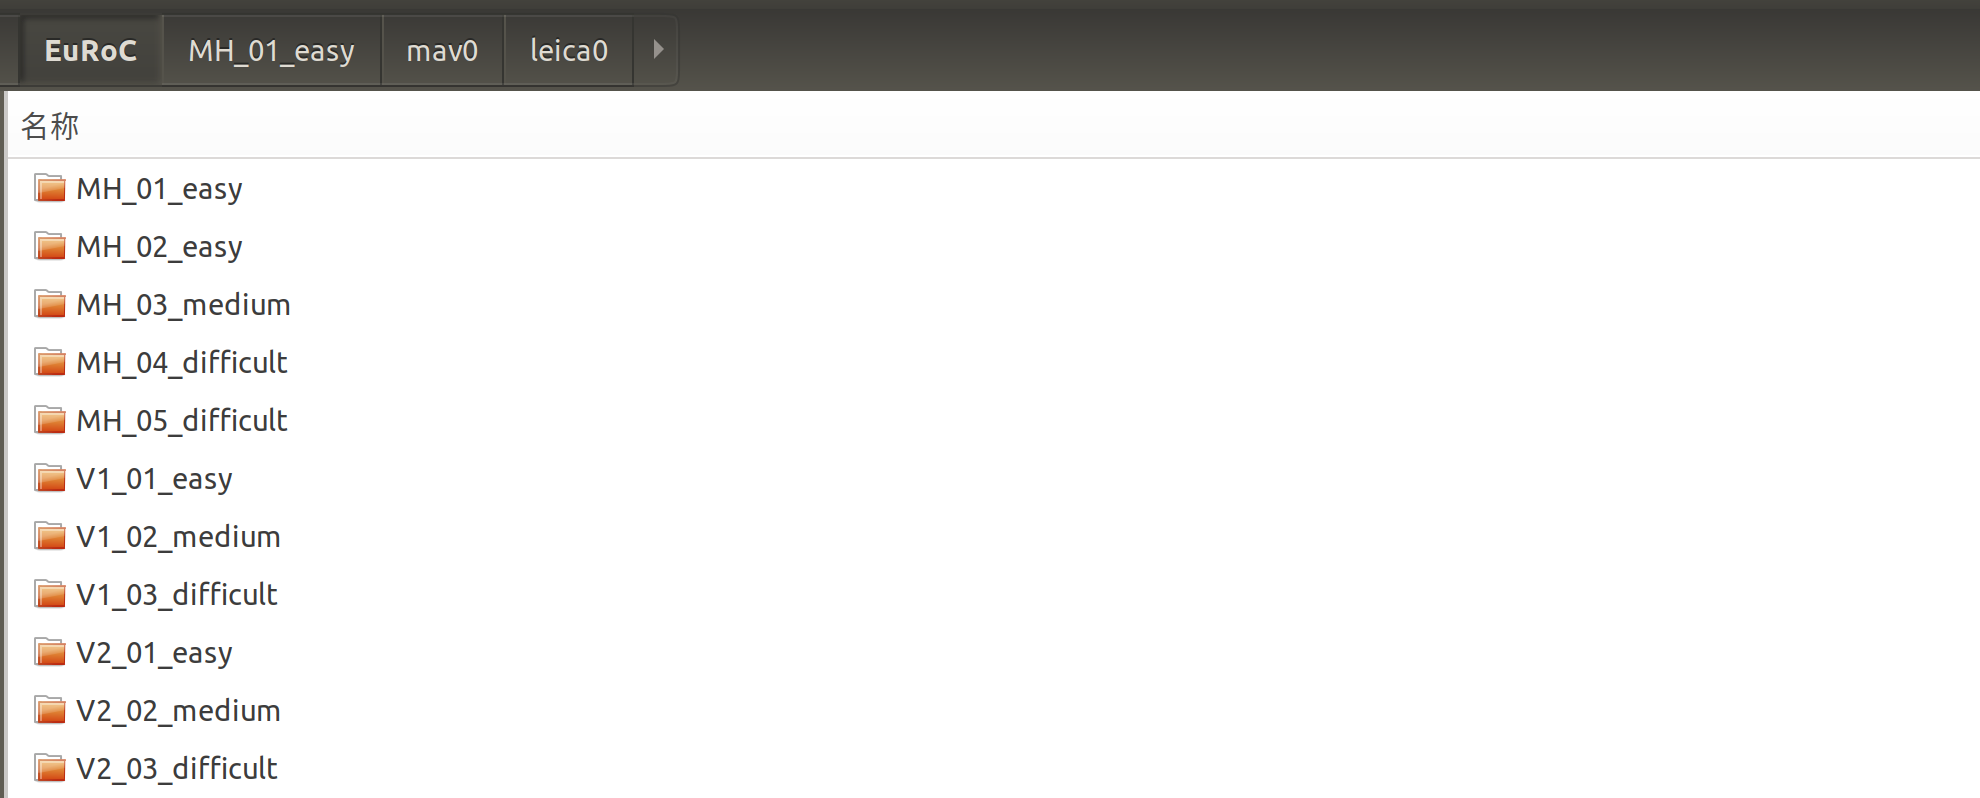 EuRoC MH_01_easy mav0 leica0
名称
MH_01_easy
MH_02_easy
MH_03_medium
MH_04_difficult
MH_05_difficult
V1_01_easy
V1_02_medium
V1_03_difficult
V2_01_easy
V2_02_medium
V2_03_difficult